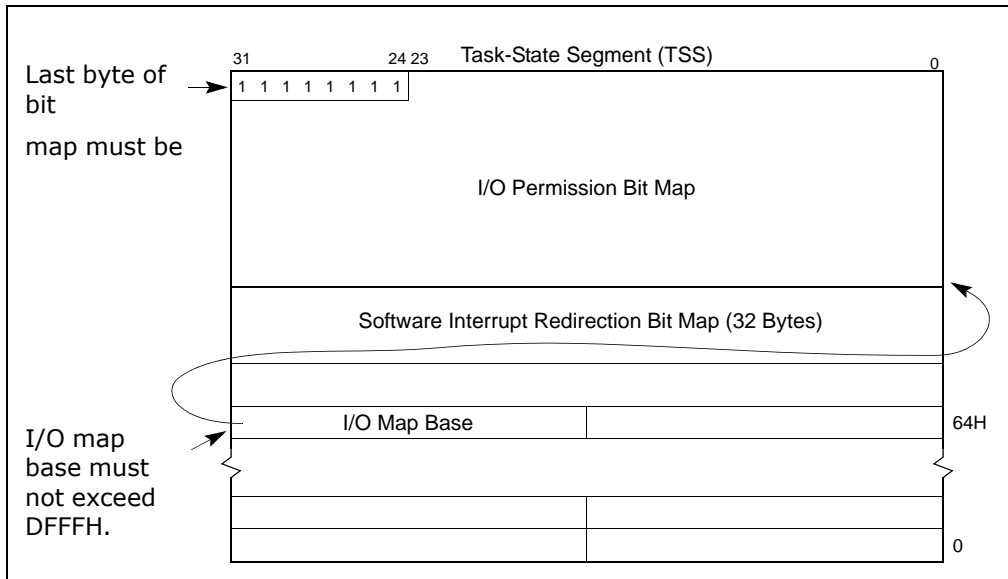 31
24 23
Task-State Segment (TSS)
0
Last byte of
bit
map must be
1 1 1 1 1 1 1 1
I/O Permission Bit Map
Software Interrupt Redirection Bit Map (32 Bytes)
I/O Map Base
64H
I/O map
base must
not exceed
DFFFH.
0